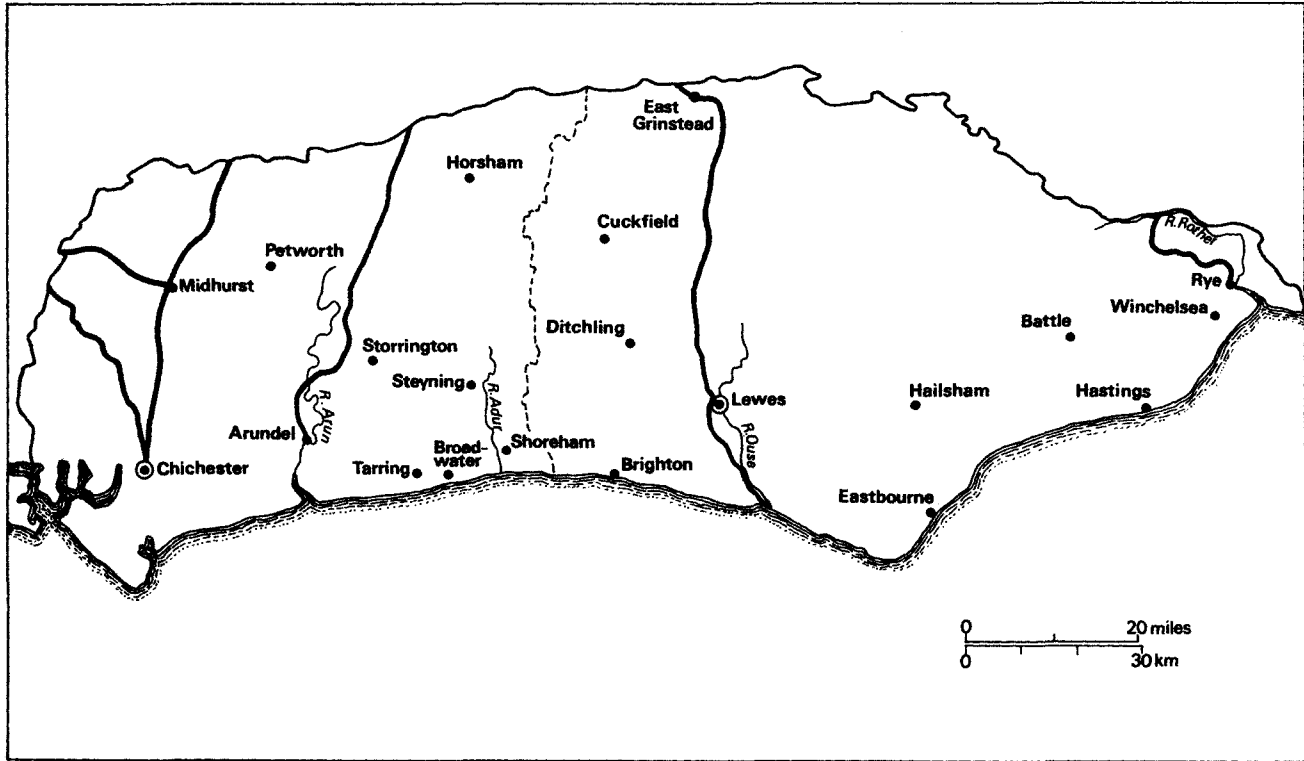 East
Grinstead
Horsham
Cuckfield
R. Rother
Petworth
Midhurst
Rye
Winchelsea
Battle
Ditchling
Storrington
Steyning
R. Adur
R. Arun
Lewes
Hailsham
Hastings
Arundel
Broad-
water
Shoreham
R. Ouse
Chichester
Tarring
Brighton
Eastbourne
0 20 miles
0 30 km